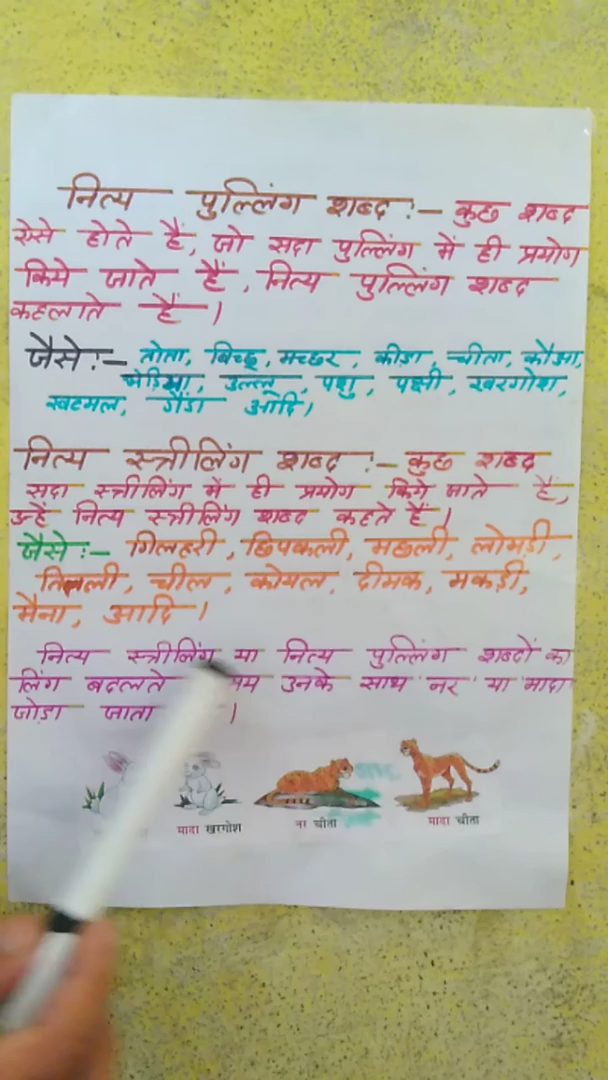 नित्य पुल्लिंग शब्द :- कुछ शब्द
ऐसे होते हैं, जो सदा पुल्लिंग में ही प्रयोग
किये जाते हैं, नित्य पुल्लिंग शब्द
कहलाते हैं।
जैसे :- तोता, बिच्छू, मच्छर, कीड़ा, चीता, कौआ,
भेड़िया, उल्लू, पशु, पक्षी, खरगोश,
खटमल, गैंडा आदि।
नित्य स्त्रीलिंग शब्द :- कुछ शब्द
सदा स्त्रीलिंग में ही प्रयोग किये जाते हैं,
उन्हें नित्य स्त्रीलिंग शब्द कहते हैं।
जैसे :- गिलहरी, छिपकली, मछली, लोमड़ी,
तितली, चील, कोयल, दीमक, मकड़ी,
मैना, आदि।
नित्य स्त्रीलिंग या नित्य पुल्लिंग शब्दों का
लिंग बदलते उनके साथ नर या मादा
जोड़ा जाता ।
मादा खरगोश नर चीता मादा चीता